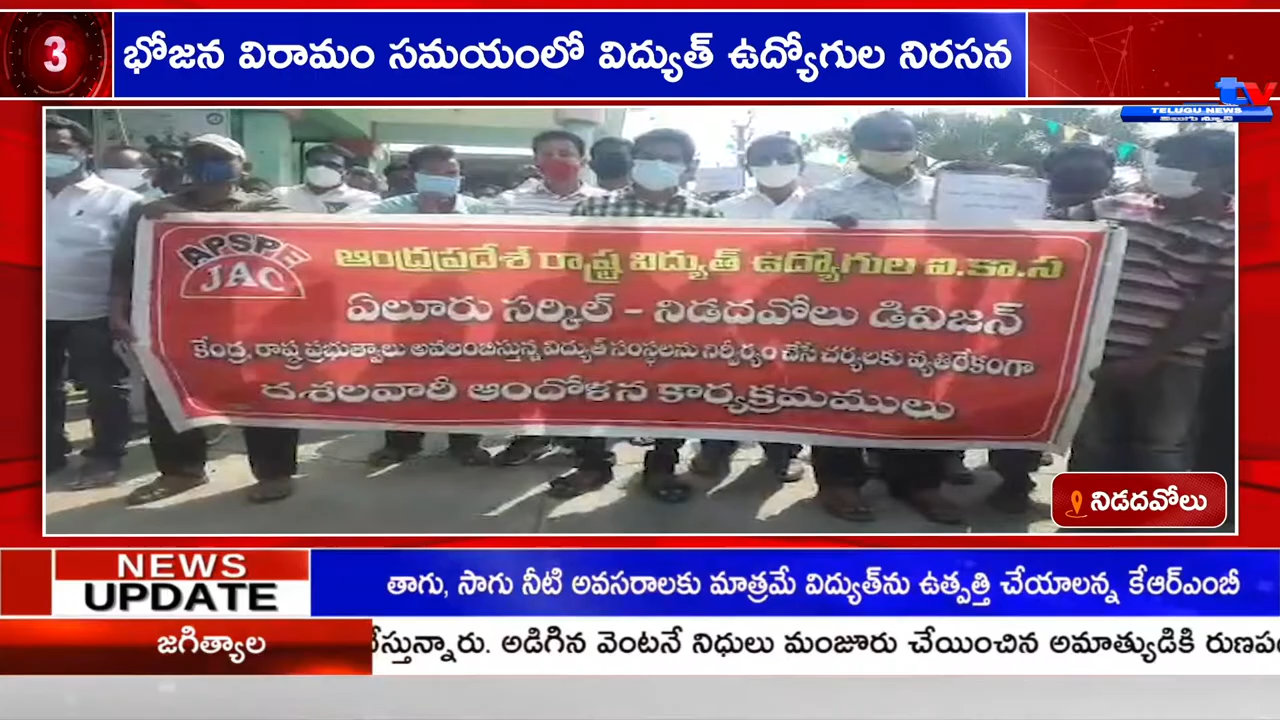 3
భోజన విరామం సమయంలో విద్యుత్ ఉద్యోగుల నిరసన
tv
TELUGU NEWS
తెలుగు న్యూస్
APSPE
JAC
ఆంధ్రప్రదేశ్ రాష్ట్ర విద్యుత్ ఉద్యోగుల ఐ.కా.స
ఏలూరు సర్కిల్ - నిడదవోలు డివిజన్
కేంద్ర, రాష్ట్ర ప్రభుత్వాలు అవలంబిస్తున్న విద్యుత్ సంస్థలను నిర్వీర్యం చేసే చర్యలకు వ్యతిరేకంగా
దశలవారీ ఆందోళన కార్యక్రమములు
నిడదవోలు
NEWS
UPDATE
తాగు, సాగు నీటి అవసరాలకు మాత్రమే విద్యుత్‌ను ఉత్పత్తి చేయాలన్న కేఆర్ఎంబీ
జగిత్యాల
అడిగిన వెంటనే నిధులు మంజూరు చేయించిన అమాత్యుడికి